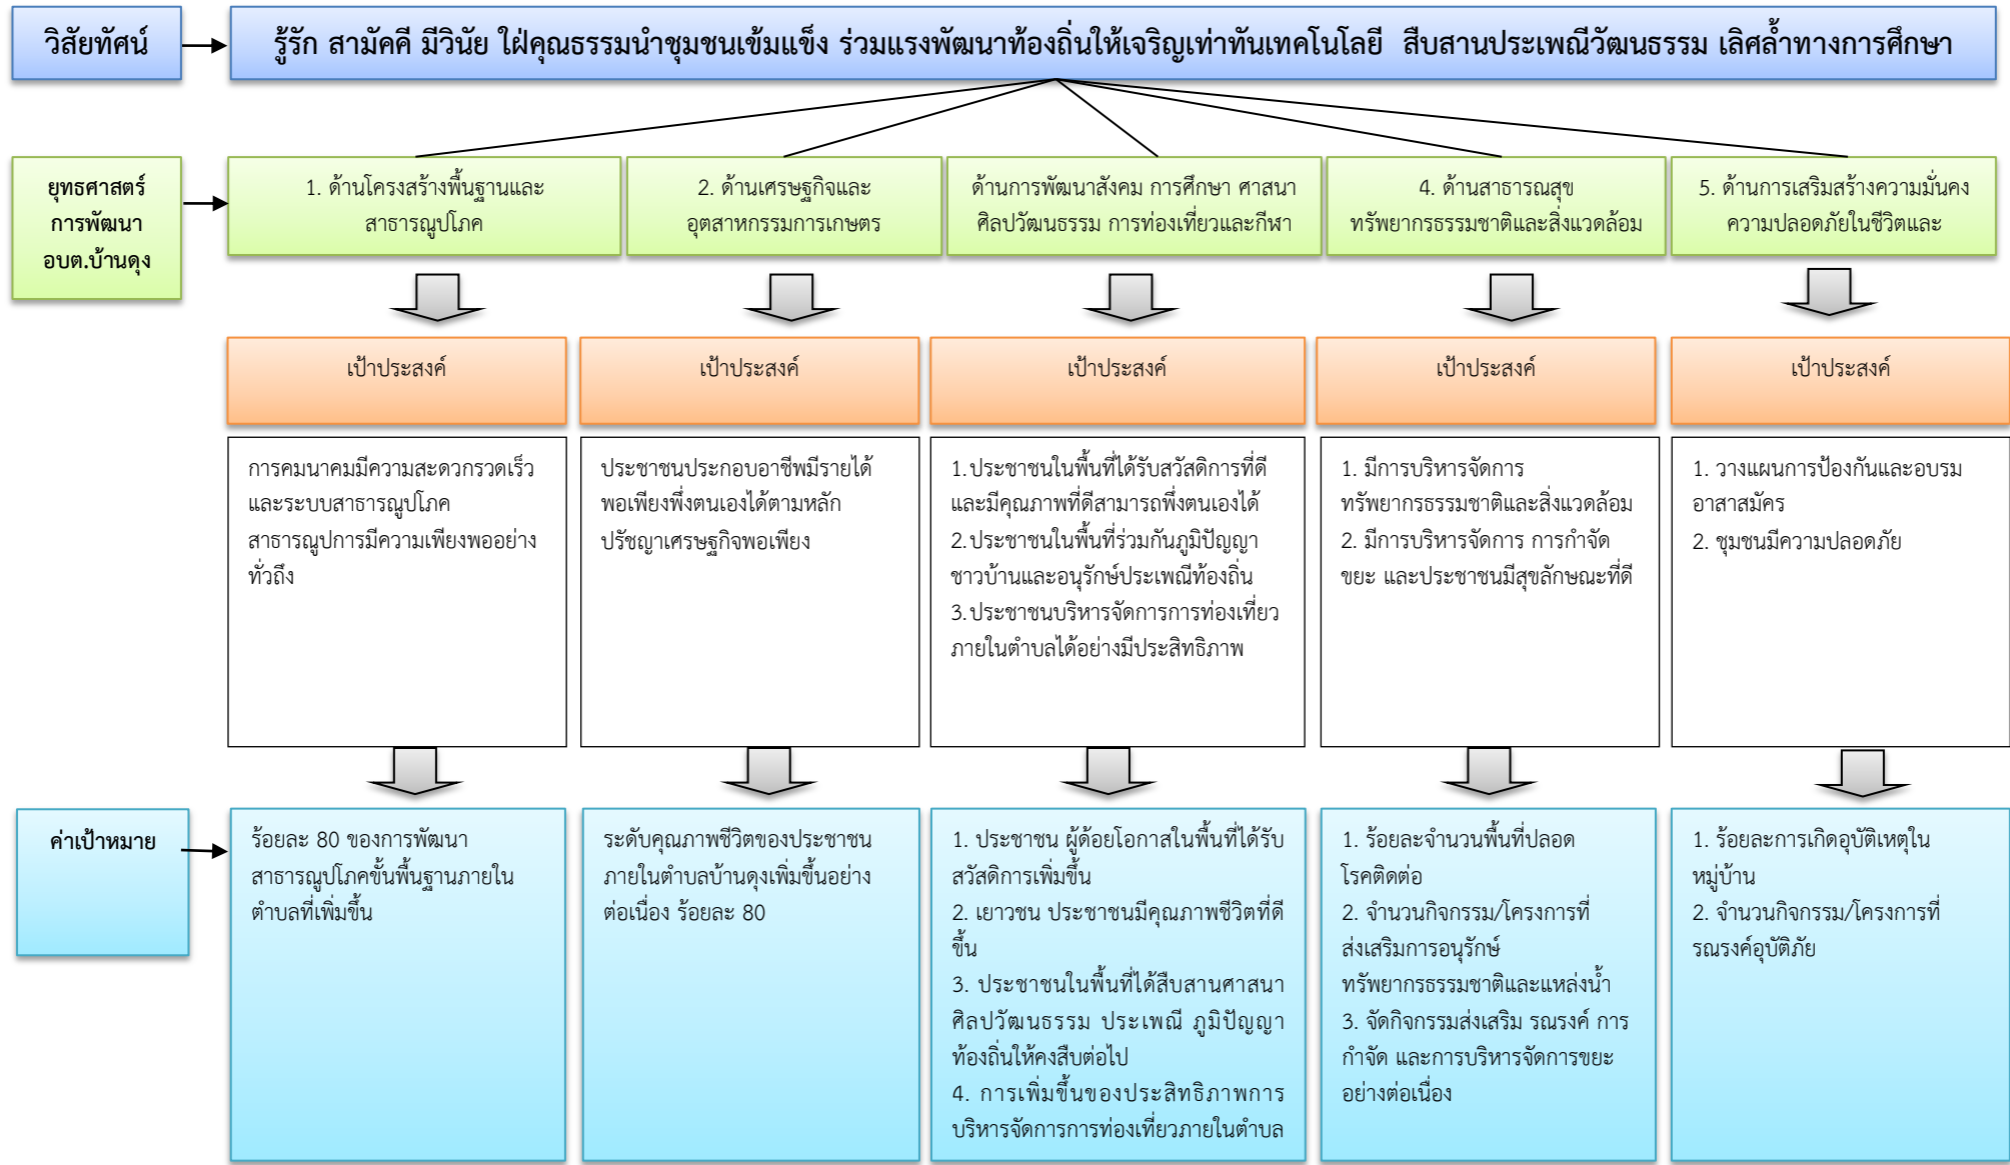 วิสัยทัศน์
รู้รัก สามัคคี มีวินัย ใฝ่คุณธรรมนำชุมชนเข้มแข็ง ร่วมแรงพัฒนาท้องถิ่นให้เจริญเท่าทันเทคโนโลยี สืบสานประเพณีวัฒนธรรม เลิศล้ำทางการศึกษา
ยุทธศาสตร์
การพัฒนา
อบต.บ้านดุง
1. ด้านโครงสร้างพื้นฐานและ
สาธารณูปโภค
2. ด้านเศรษฐกิจและ
อุตสาหกรรมการเกษตร
ด้านการพัฒนาสังคม การศึกษา ศาสนา
ศิลปวัฒนธรรม การท่องเที่ยวและกีฬา
4. ด้านสาธารณสุข
ทรัพยากรธรรมชาติและสิ่งแวดล้อม
5. ด้านการเสริมสร้างความมั่นคง
ความปลอดภัยในชีวิตและ
เป้าประสงค์
เป้าประสงค์
เป้าประสงค์
เป้าประสงค์
เป้าประสงค์
การคมนาคมมีความสะดวกรวดเร็ว
และระบบสาธารณูปโภค
สาธารณูปการมีความเพียงพออย่าง
ทั่วถึง
ประชาชนประกอบอาชีพมีรายได้
พอเพียงพึ่งตนเองได้ตามหลัก
ปรัชญาเศรษฐกิจพอเพียง
1.ประชาชนในพื้นที่ได้รับสวัสดิการที่ดี
และมีคุณภาพที่ดีสามารถพึ่งตนเองได้
2.ประชาชนในพื้นที่ร่วมกันภูมิปัญญา
ชาวบ้านและอนุรักษ์ประเพณีท้องถิ่น
3.ประชาชนบริหารจัดการการท่องเที่ยว
ภายในตำบลได้อย่างมีประสิทธิภาพ
1. มีการบริหารจัดการ
ทรัพยากรธรรมชาติและสิ่งแวดล้อม
2. มีการบริหารจัดการ การกำจัด
ขยะ และประชาชนมีสุขลักษณะที่ดี
1. วางแผนการป้องกันและอบรม
อาสาสมัคร
2. ชุมชนมีความปลอดภัย
ค่าเป้าหมาย
ร้อยละ 80 ของการพัฒนา
สาธารณูปโภคขั้นพื้นฐานภายใน
ตำบลที่เพิ่มขึ้น
ระดับคุณภาพชีวิตของประชาชน
ภายในตำบลบ้านดุงเพิ่มขึ้นอย่าง
ต่อเนื่อง ร้อยละ 80
1. ประชาชน ผู้ด้อยโอกาสในพื้นที่ได้รับ
สวัสดิการเพิ่มขึ้น
2. เยาวชน ประชาชนมีคุณภาพชีวิตที่ดี
ขึ้น
3. ประชาชนในพื้นที่ได้สืบสานศาสนา
ศิลปวัฒนธรรม ประเพณี ภูมิปัญญา
ท้องถิ่นให้คงสืบต่อไป
4. การเพิ่มขึ้นของประสิทธิภาพการ
บริหารจัดการการท่องเที่ยวภายในตำบล
1. ร้อยละจำนวนพื้นที่ปลอด
โรคติดต่อ
2. จำนวนกิจกรรม/โครงการที่
ส่งเสริมการอนุรักษ์
ทรัพยากรธรรมชาติและแหล่งน้ำ
3. จัดกิจกรรมส่งเสริม รณรงค์ การ
กำจัด และการบริหารจัดการขยะ
อย่างต่อเนื่อง
1. ร้อยละการเกิดอุบัติเหตุใน
หมู่บ้าน
2. จำนวนกิจกรรม/โครงการที่
รณรงค์อุบัติภัย